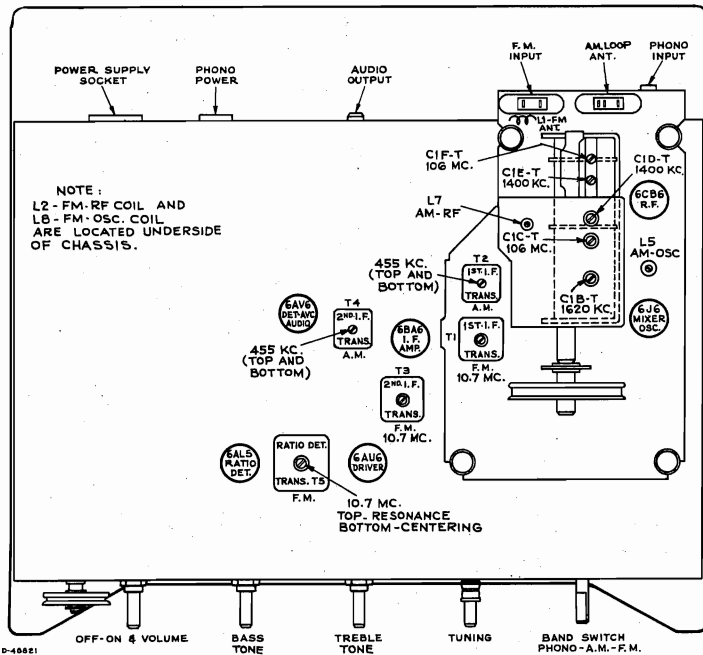 F.M.
INPUT
AM.LOOP
ANT.
PHONO
INPUT
POWER SUPPLY
SOCKET
PHONO
POWER
AUDIO
OUTPUT
L1-FM
ANT.
C1F-T
106 MC.
C1E-T
1400 KC.
C1D-T
1400 KC.
6CB6
R.F.
NOTE:
L2-FM-RF COIL AND
L8-FM-OSC. COIL
ARE LOCATED UNDERSIDE
OF CHASSIS.
L7
AM-RF
C1C-T
106 MC.
L5
AM-OSC
C1B-T
1620 KC.
6J6
MIXER
OSC.
455 KC.
(TOP AND
BOTTOM)
T2
1ST. I.F.
TRANS.
A.M.
6AV6
DET-AVC
AUDIO
T4
2ND. I.F.
TRANS.
A.M.
455 KC.
(TOP AND
BOTTOM)
6BA6
I.F.
AMP.
T1
1ST. I.F.
TRANS.
F.M.
10.7 MC.
T3
2ND. I.F.
TRANS.
F.M.
10.7 MC.
6AL5
RATIO
DET.
RATIO DET.
TRANS. T5
F.M.
6AU6
DRIVER
10.7 MC.
TOP-RESONANCE
BOTTOM-CENTERING
OFF-ON & VOLUME
BASS
TONE
TREBLE
TONE
TUNING
BAND SWITCH
PHONO-A.M.-F.M.
D-46821